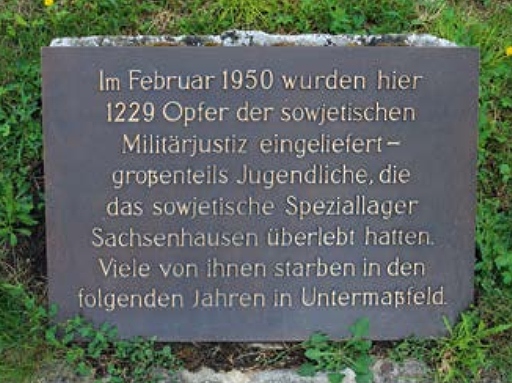 Im Februar 1950 wurden hier
1229 Opfer der sowjetischen
Militärjustiz eingeliefert –
großenteils Jugendliche, die
das sowjetische Speziallager
Sachsenhausen überlebt hatten.
Viele von ihnen starben in den
folgenden Jahren in Untermaßfeld.